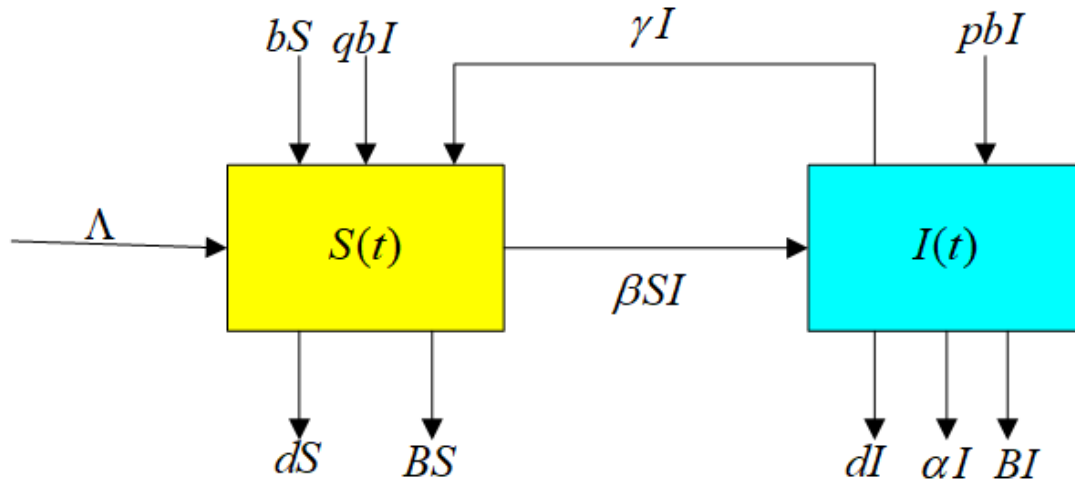 bS qbI γI pbI
Λ S(t) βSI I(t)
dS BS dI αI BI